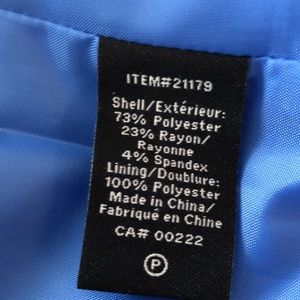 ITEM#21179
Shell/Extérieur:
73% Polyester
23% Rayon/
Rayonne
4% Spandex
Lining/Doublure:
100% Polyester
Made in China/
Fabriqué en Chine
CA# 00222
P